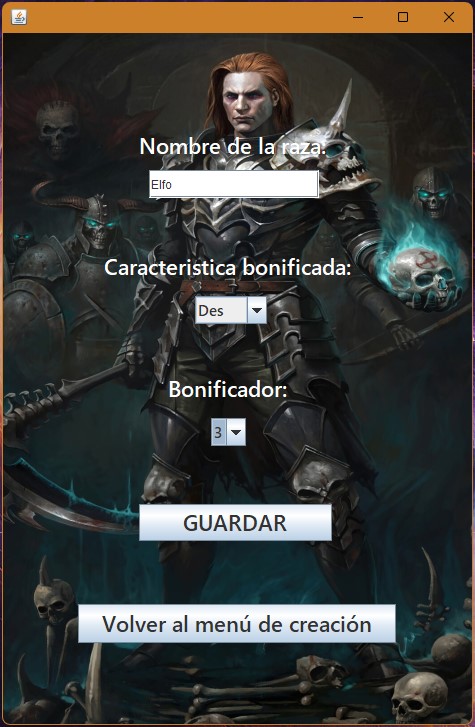 Nombre de la raza:
Elfo
Caracteristica bonificada:
Des
Bonificador:
3
GUARDAR
Volver al menú de creación